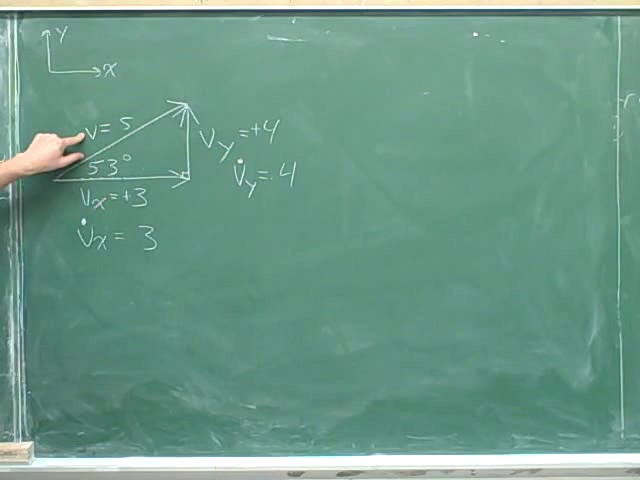 Y
X
v = 5
53°
Vy = +4
V̇y = 4
Vx = +3
V̇x = 3